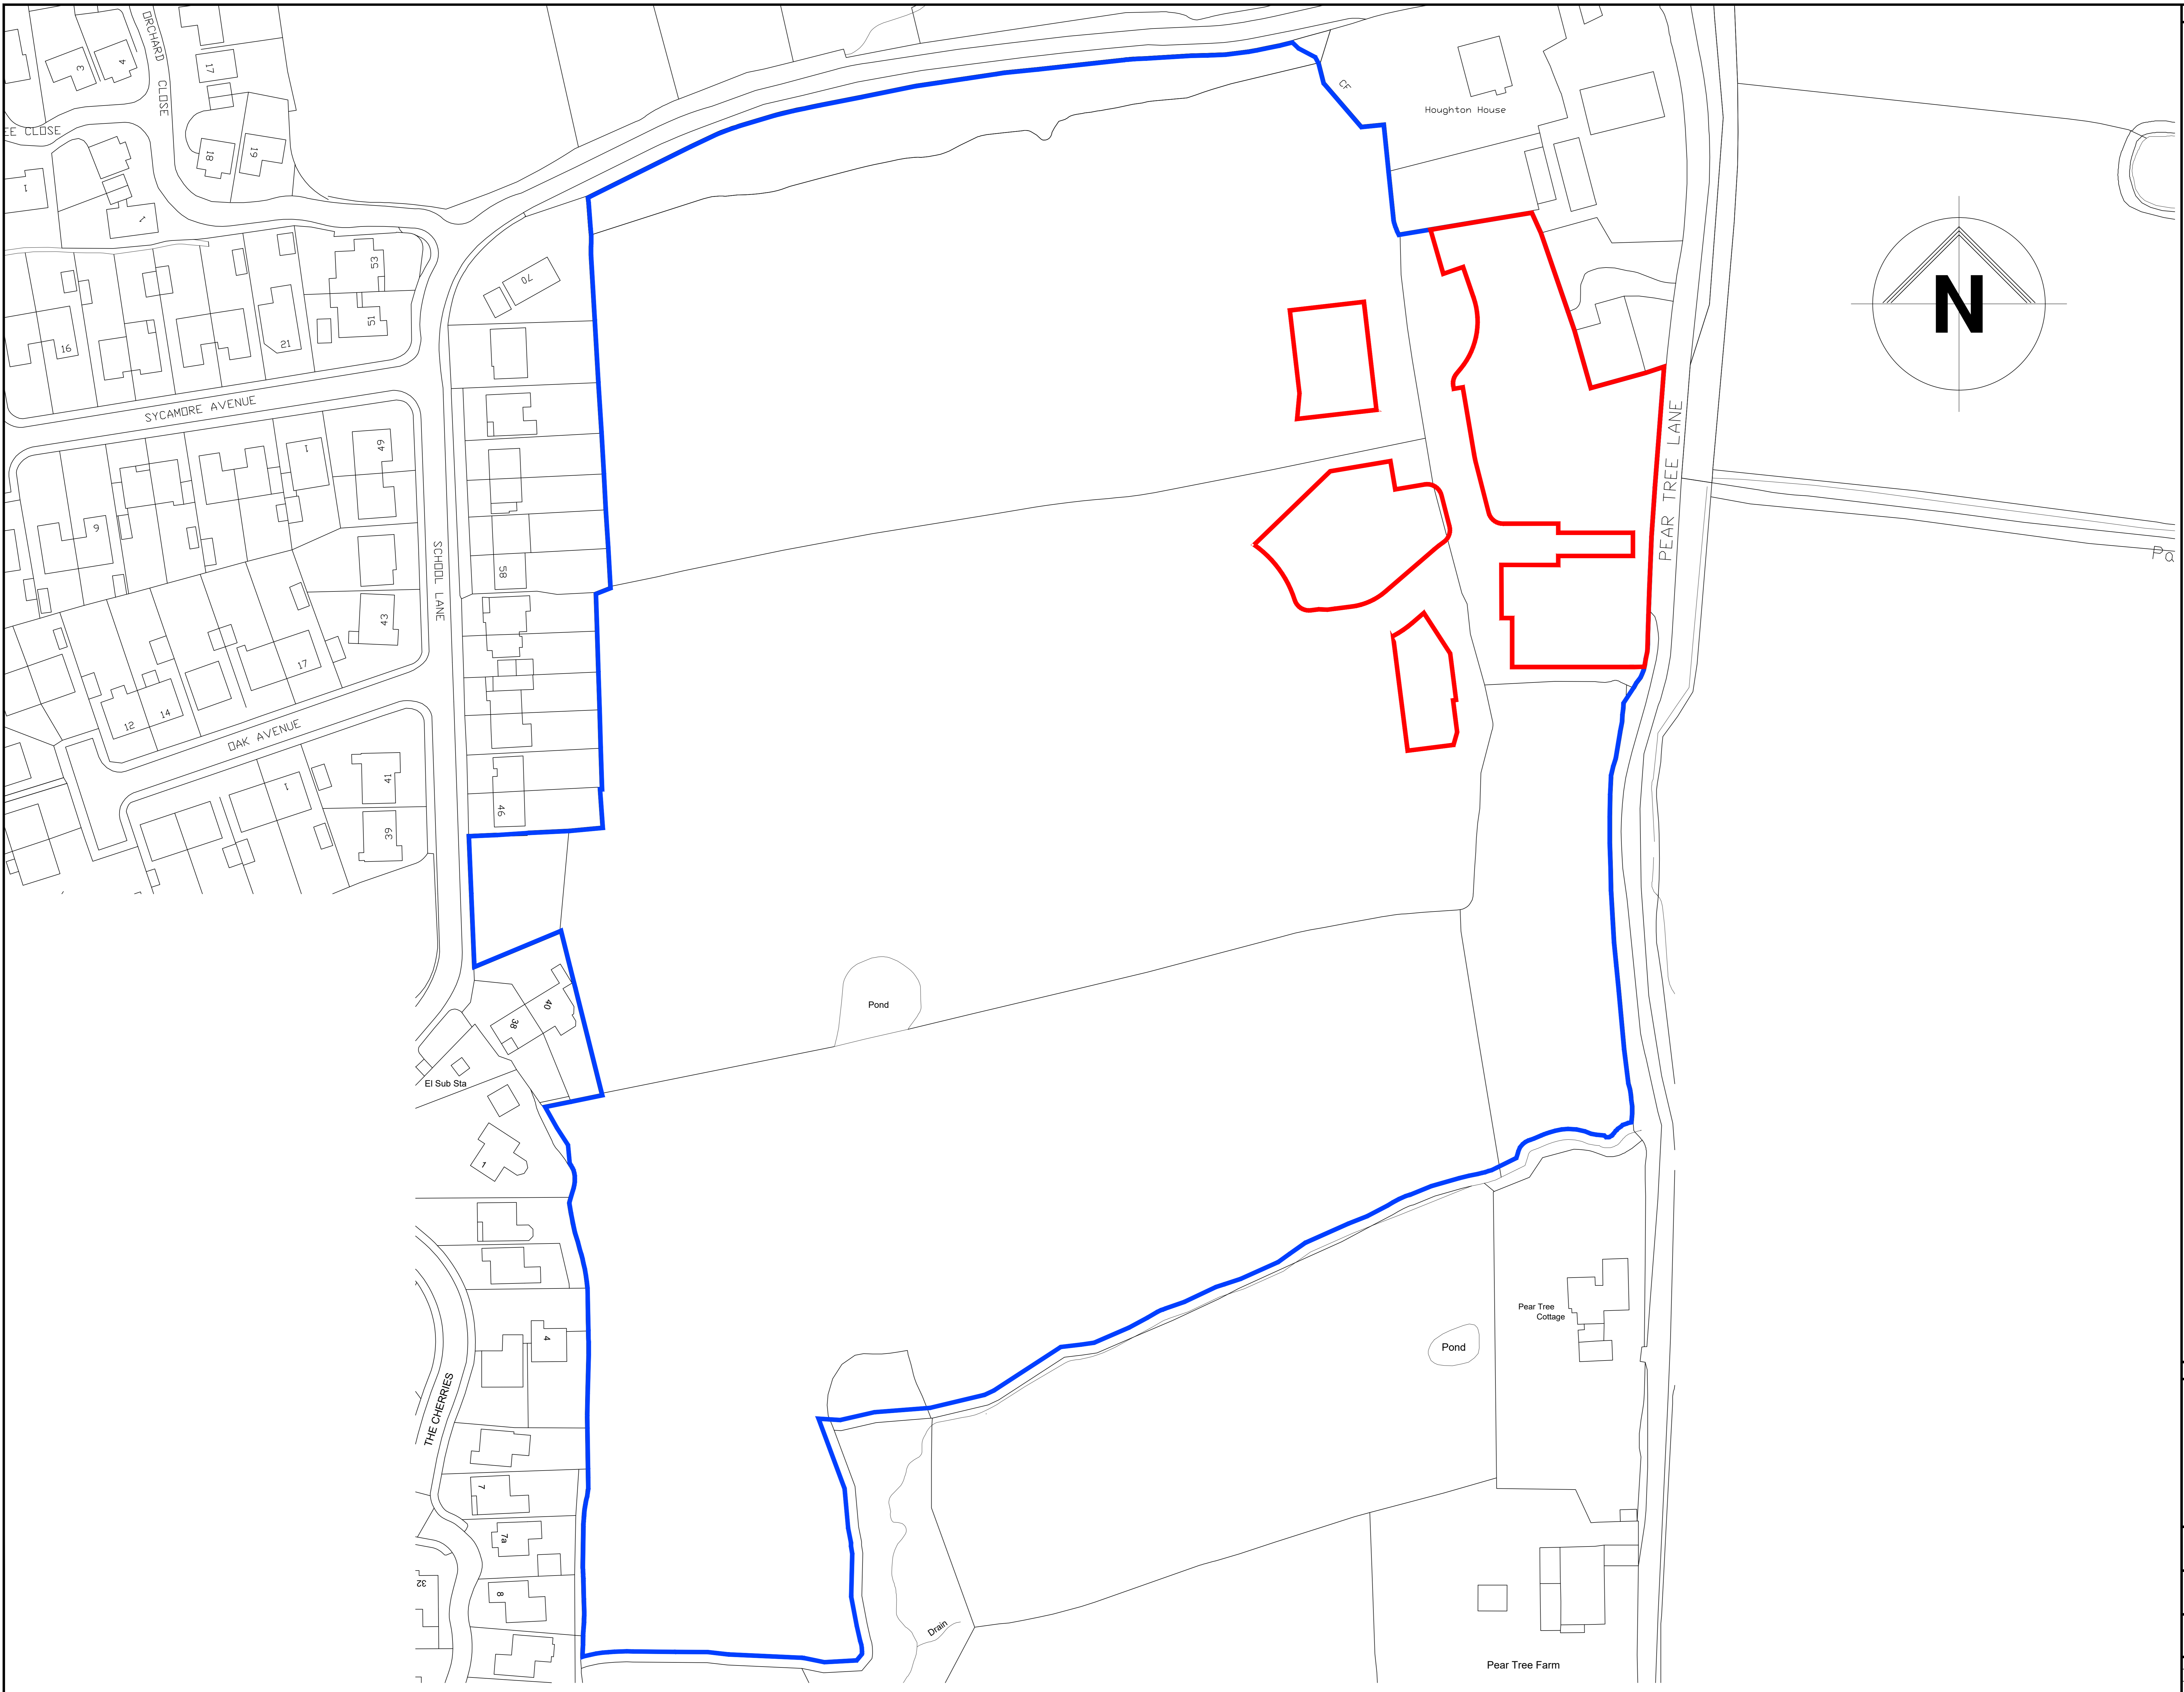 ORCHARD CLOSE
3
4
17
EE CLOSE
18
19
1
1
CF
Houghton House
N
53
70
51
16
21
SYCAMORE AVENUE
49
1
9
SCHOOL LANE
PEAR TREE LANE
58
Pa
43
17
12
14
OAK AVENUE
41
1
46
39
Pond
40
38
El Sub Sta
1
4
Pear Tree
Cottage
Pond
THE CHERRIES
7
7a
32
8
Drain
Pear Tree Farm